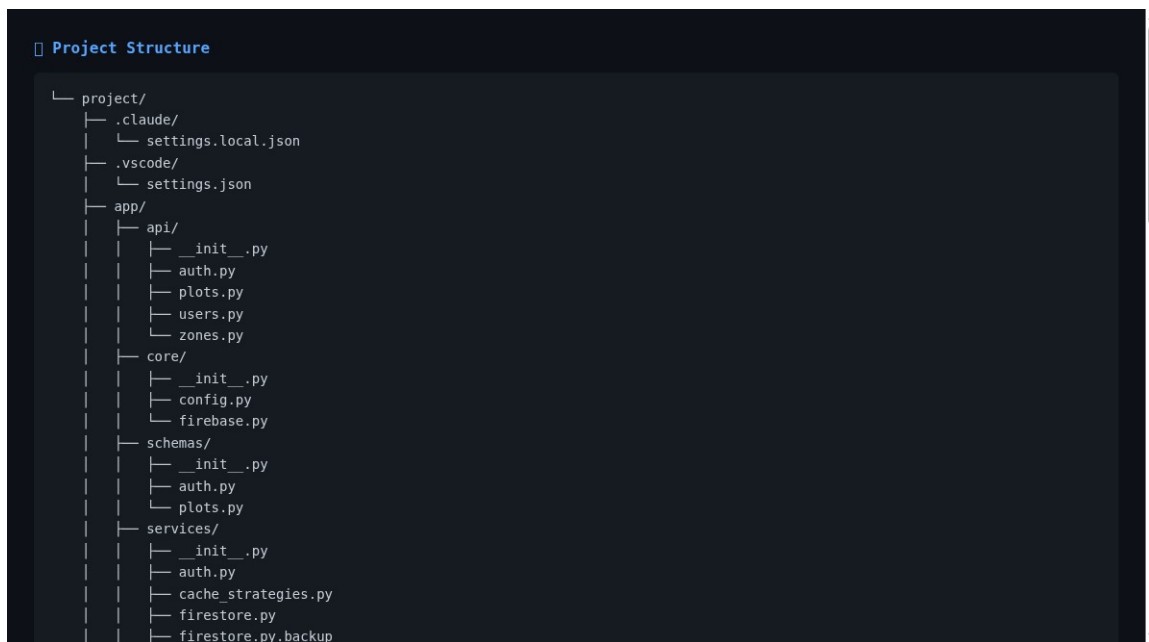 Project Structure
└── project/
    ├── .claude/
    │   └── settings.local.json
    ├── .vscode/
    │   └── settings.json
    ├── app/
    │   ├── api/
    │   │   ├── __init__.py
    │   │   ├── auth.py
    │   │   ├── plots.py
    │   │   ├── users.py
    │   │   └── zones.py
    │   ├── core/
    │   │   ├── __init__.py
    │   │   ├── config.py
    │   │   └── firebase.py
    │   ├── schemas/
    │   │   ├── __init__.py
    │   │   ├── auth.py
    │   │   └── plots.py
    │   ├── services/
    │   │   ├── __init__.py
    │   │   ├── auth.py
    │   │   ├── cache_strategies.py
    │   │   ├── firestore.py
    │   │   ├── firestore.py.backup